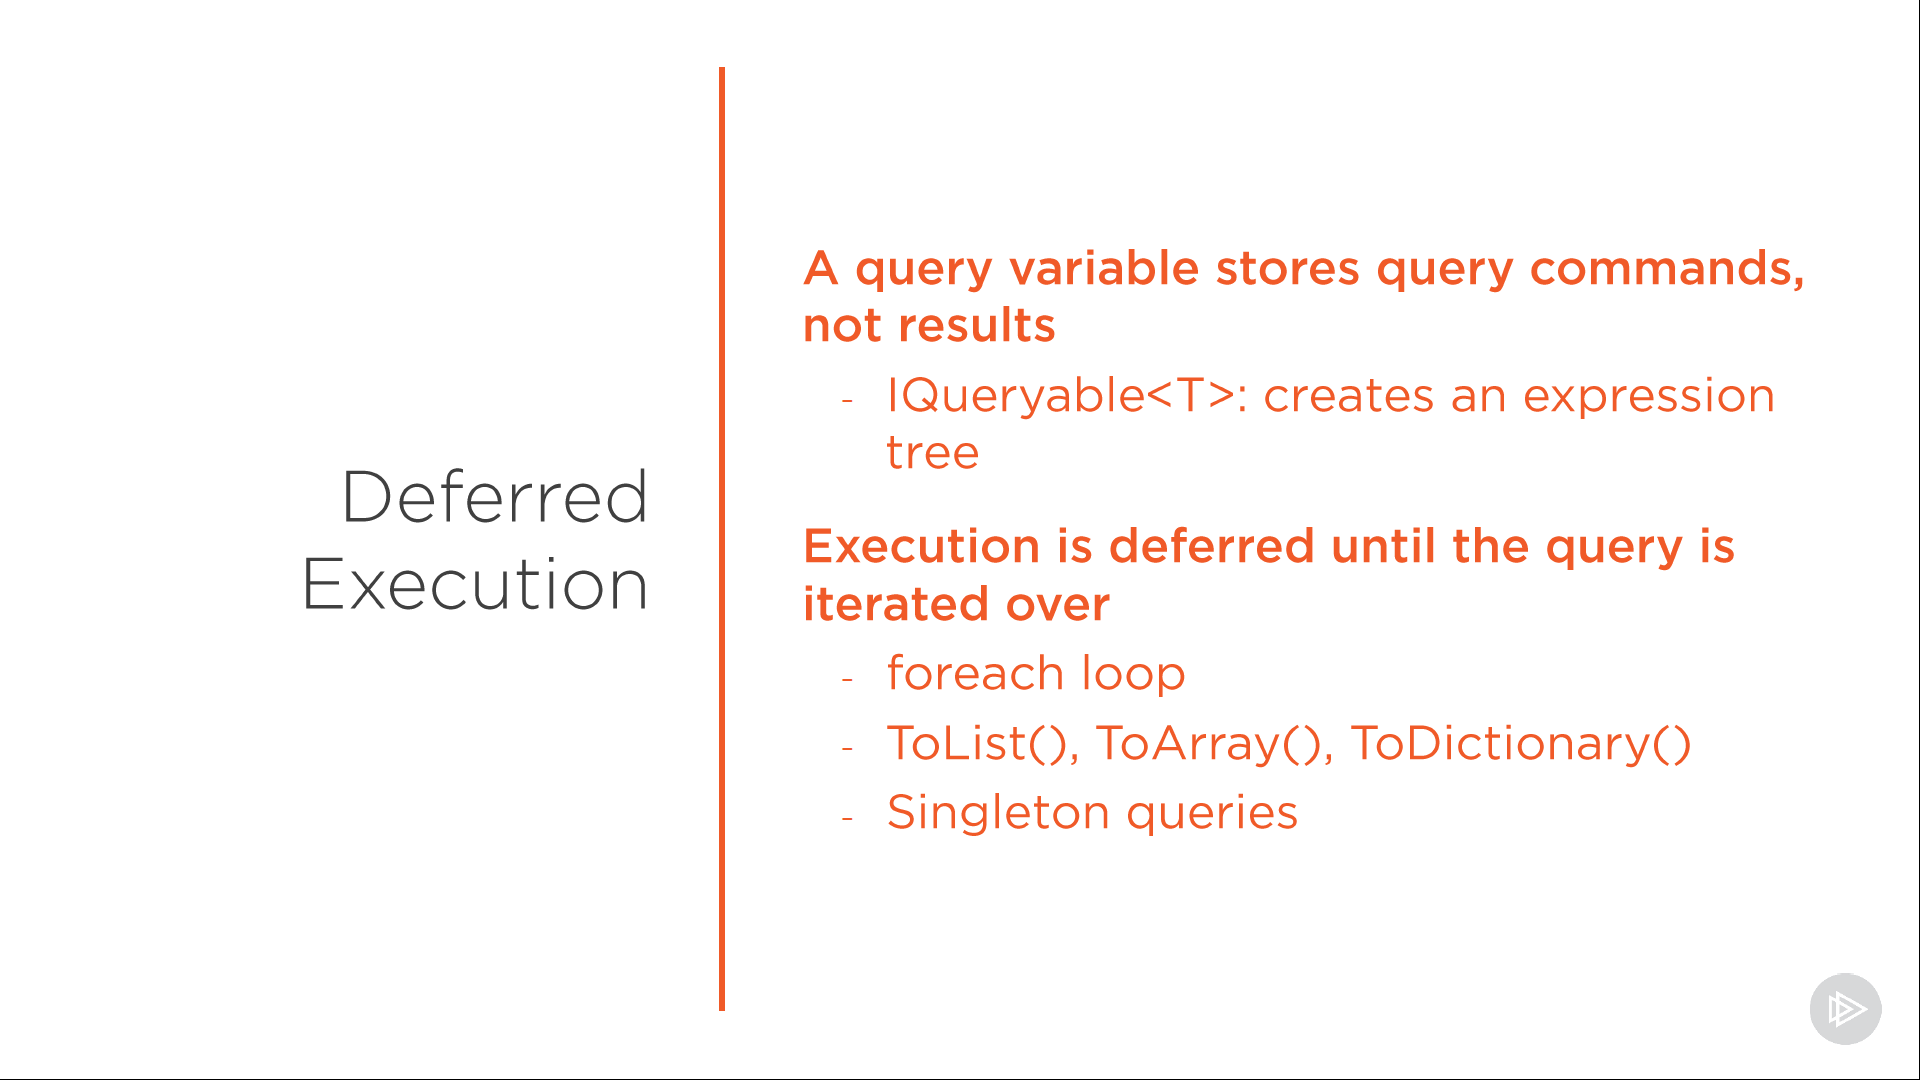 Deferred
Execution
A query variable stores query commands,
not results
- IQueryable<T>: creates an expression
tree
Execution is deferred until the query is
iterated over
- foreach loop
- ToList(), ToArray(), ToDictionary()
- Singleton queries